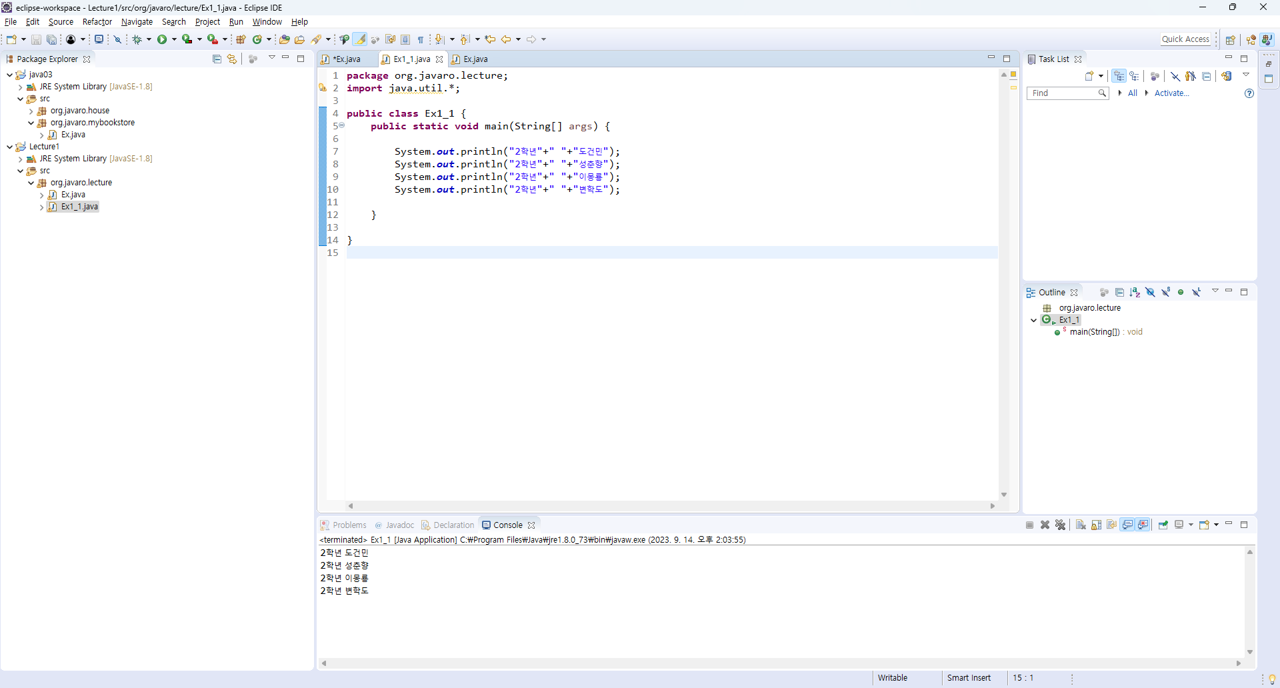 eclipse-workspace - Lecture1/src/org/javaro/lecture/Ex1_1.java - Eclipse IDE
File Edit Source Refactor Navigate Search Project Run Window Help
Quick Access
Package Explorer
java03
JRE System Library [JavaSE-1.8]
src
org.javaro.house
org.javaro.mybookstore
Ex.java
Lecture1
JRE System Library [JavaSE-1.8]
src
org.javaro.lecture
Ex.java
Ex1_1.java
*Ex.java Ex1_1.java Ex.java
1 package org.javaro.lecture;
2 import java.util.*;
3
4 public class Ex1_1 {
5 public static void main(String[] args) {
6
7 System.out.println("2학년"+" "+"도건민");
8 System.out.println("2학년"+" "+"성춘향");
9 System.out.println("2학년"+" "+"이몽룡");
10 System.out.println("2학년"+" "+"변학도");
11
12 }
13
14 }
15
Task List
Find All Activate...
Outline
org.javaro.lecture
Ex1_1
main(String[]) : void
Problems Javadoc Declaration Console
<terminated> Ex1_1 [Java Application] C:₩Program Files₩Java₩jre1.8.0_73₩bin₩javaw.exe (2023. 9. 14. 오후 2:03:55)
2학년 도건민
2학년 성춘향
2학년 이몽룡
2학년 변학도
Writable Smart Insert 15 : 1